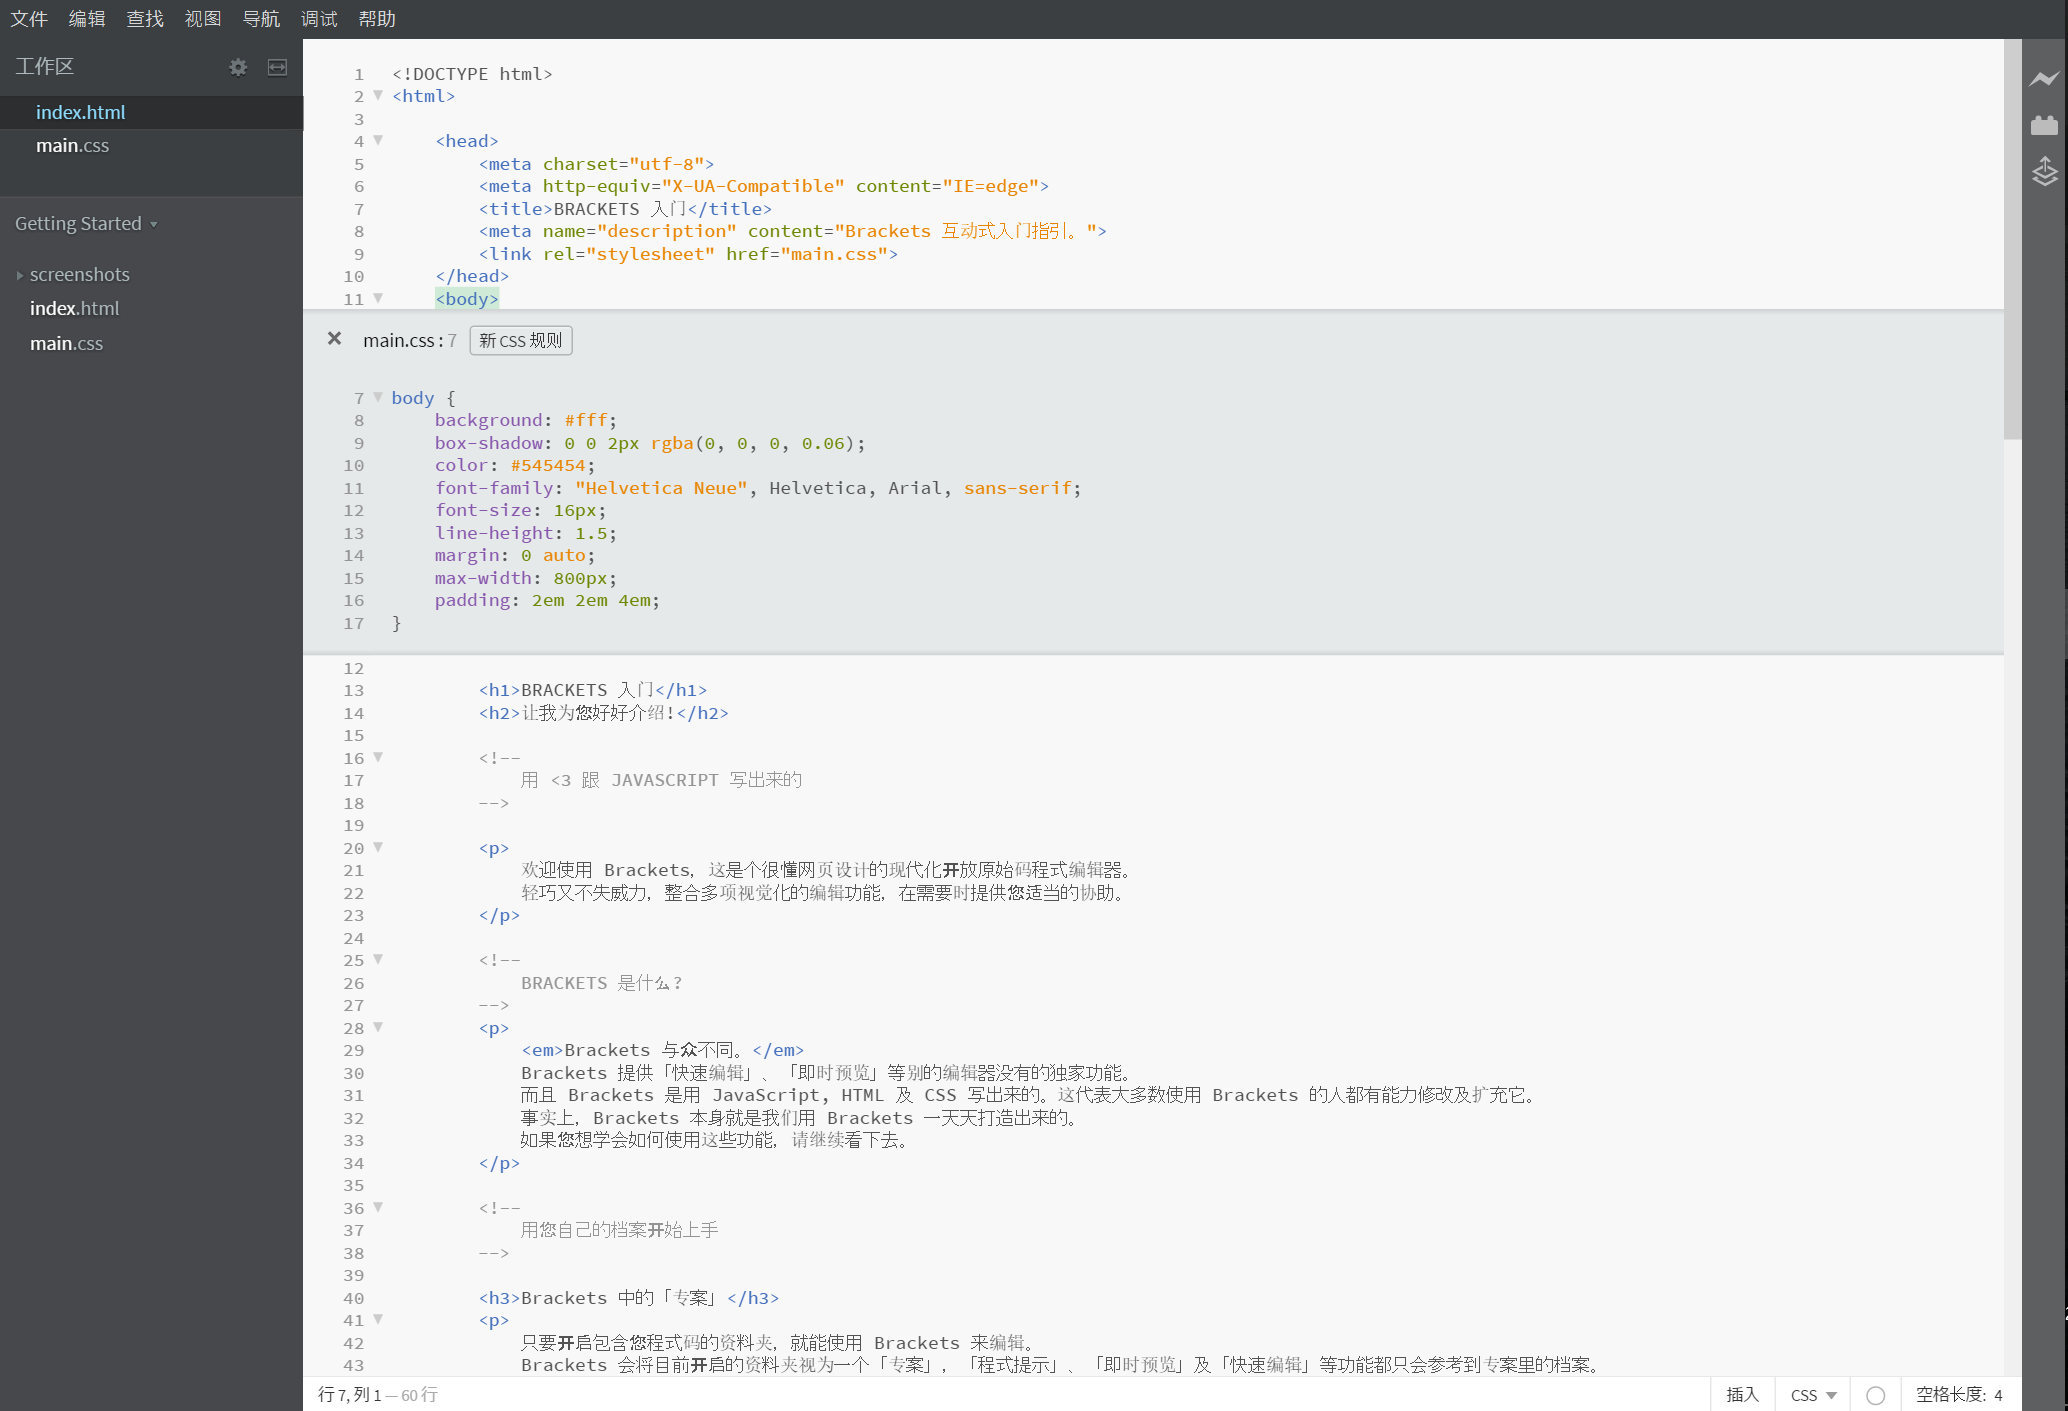 文件 编辑 查找 视图 导航 调试 帮助
工作区
index.html
main.css
Getting Started
screenshots
index.html
main.css
1 <!DOCTYPE html>
2 <html>
3
4 <head>
5 <meta charset="utf-8">
6 <meta http-equiv="X-UA-Compatible" content="IE=edge">
7 <title>BRACKETS 入门</title>
8 <meta name="description" content="Brackets 互动式入门指引。">
9 <link rel="stylesheet" href="main.css">
10 </head>
11 <body>
main.css : 7 新 CSS 规则
7 body {
8 background: #fff;
9 box-shadow: 0 0 2px rgba(0, 0, 0, 0.06);
10 color: #545454;
11 font-family: "Helvetica Neue", Helvetica, Arial, sans-serif;
12 font-size: 16px;
13 line-height: 1.5;
14 margin: 0 auto;
15 max-width: 800px;
16 padding: 2em 2em 4em;
17 }
12
13 <h1>BRACKETS 入门</h1>
14 <h2>让我为您好好介绍!</h2>
15
16 <!--
17 用 <3 跟 JAVASCRIPT 写出来的
18 -->
19
20 <p>
21 欢迎使用 Brackets, 这是个很懂网页设计的现代化开放原始码程式编辑器。
22 轻巧又不失威力, 整合多项视觉化的编辑功能, 在需要时提供您适当的协助。
23 </p>
24
25 <!--
26 BRACKETS 是什么?
27 -->
28 <p>
29 <em>Brackets 与众不同。</em>
30 Brackets 提供「快速编辑」、「即时预览」等别的编辑器没有的独家功能。
31 而且 Brackets 是用 JavaScript, HTML 及 CSS 写出来的。这代表大多数使用 Brackets 的人都有能力修改及扩充它。
32 事实上, Brackets 本身就是我们用 Brackets 一天天打造出来的。
33 如果您想学会如何使用这些功能, 请继续看下去。
34 </p>
35
36 <!--
37 用您自己的档案开始上手
38 -->
39
40 <h3>Brackets 中的「专案」</h3>
41 <p>
42 只要开启包含您程式码的资料夹, 就能使用 Brackets 来编辑。
43 Brackets 会将目前开启的资料夹视为一个「专案」, 「程式提示」、「即时预览」及「快速编辑」等功能都只会参考到专案里的档案。
行 7, 列 1 — 60 行
插入 CSS 空格长度: 4